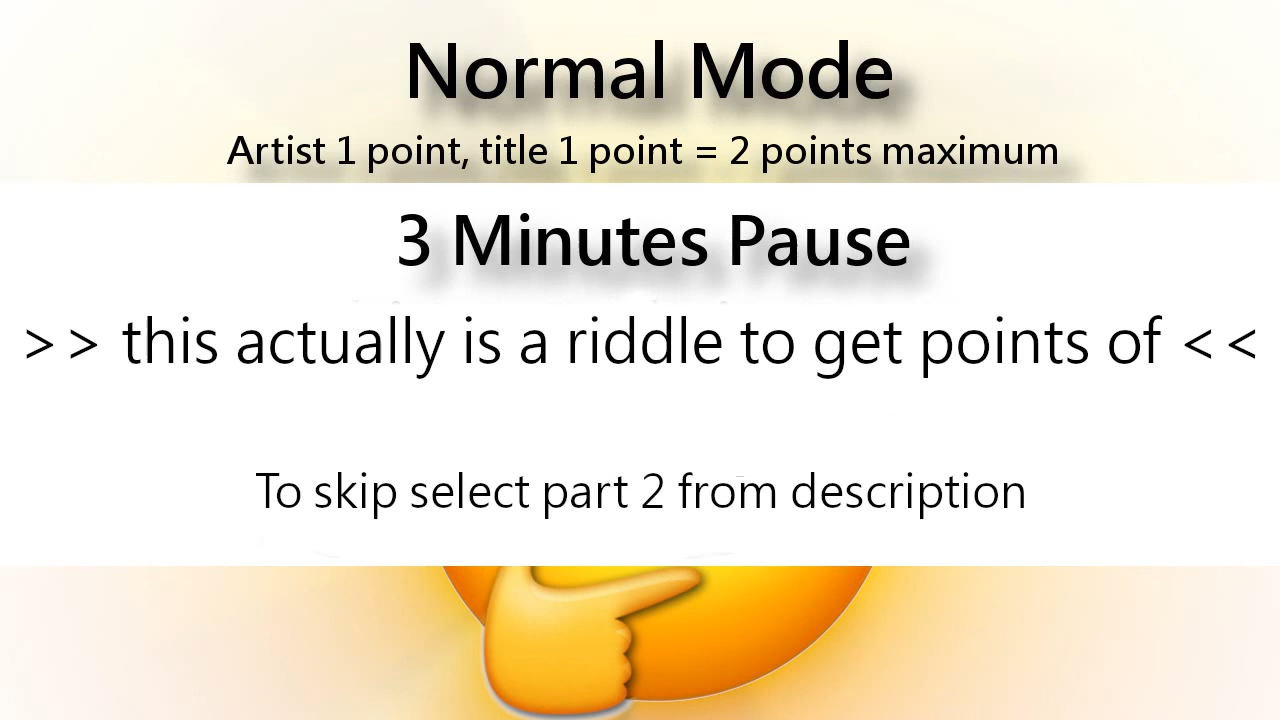 Normal Mode
Artist 1 point, title 1 point = 2 points maximum
3 Minutes Pause
>> this actually is a riddle to get points of <<
To skip select part 2 from description